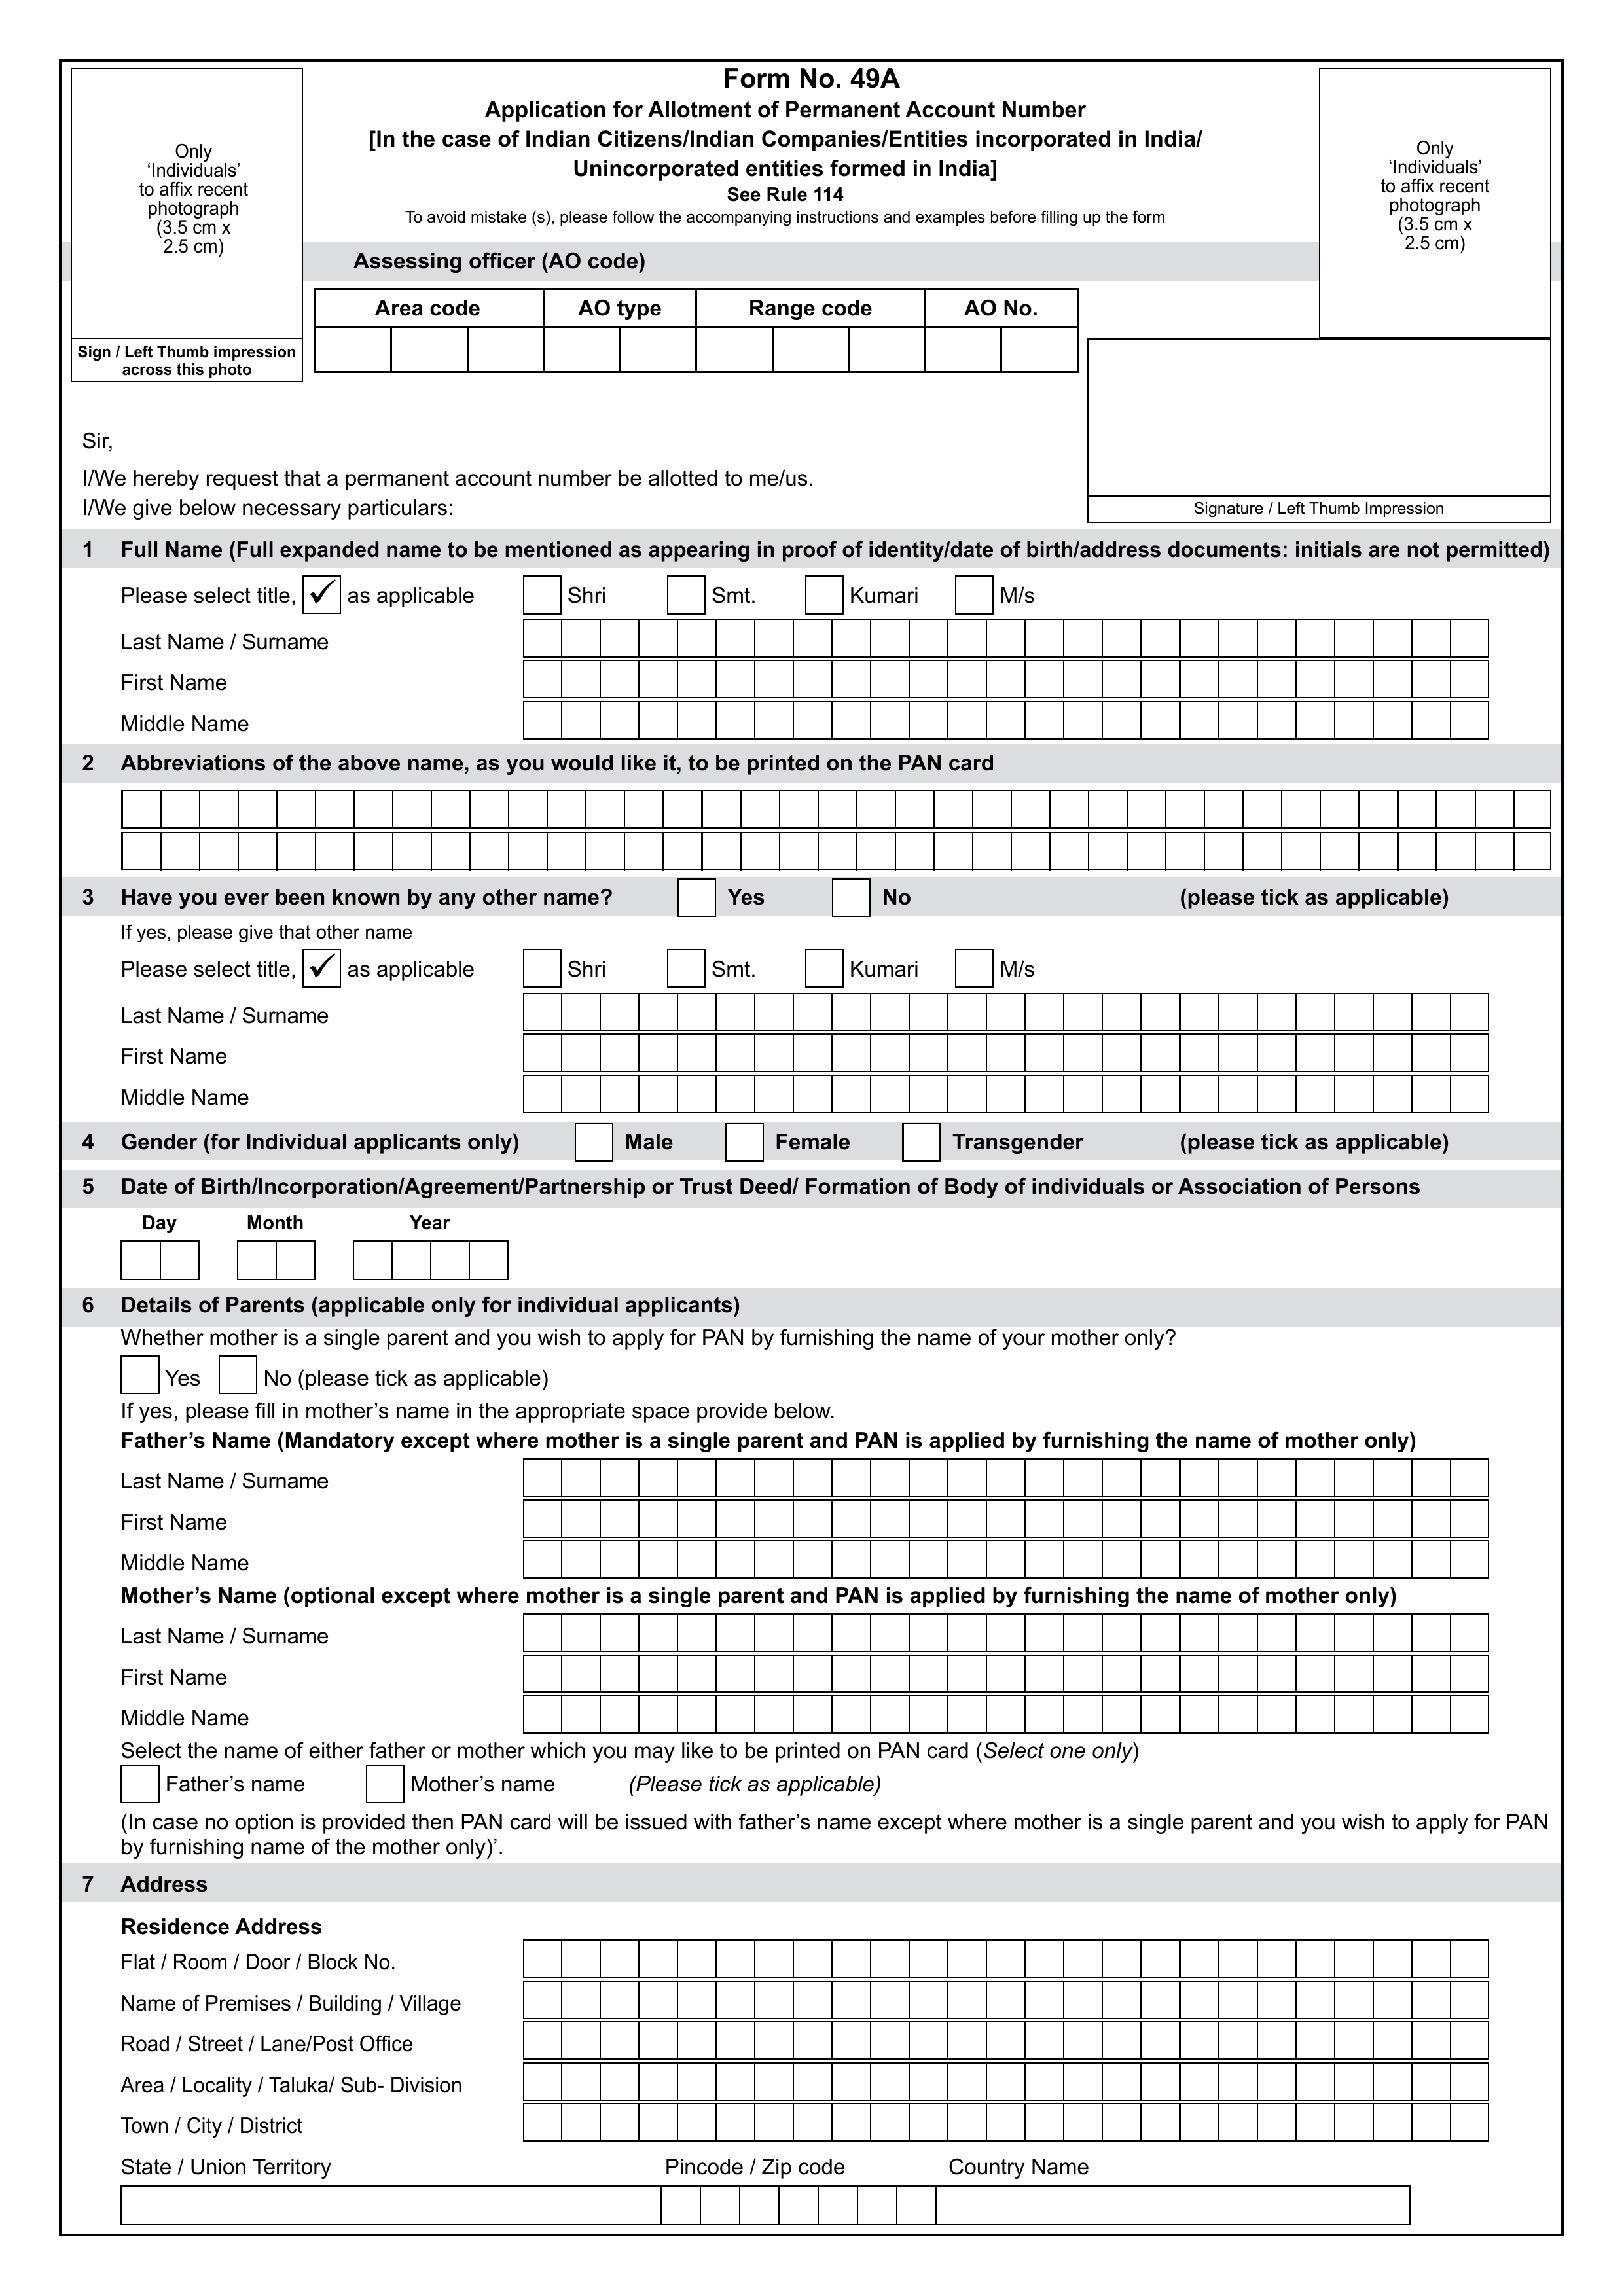 Form No. 49A
Application for Allotment of Permanent Account Number
[In the case of Indian Citizens/Indian Companies/Entities incorporated in India/
Unincorporated entities formed in India]
See Rule 114
To avoid mistake (s), please follow the accompanying instructions and examples before filling up the form
Only
‘Individuals’
to affix recent
photograph
(3.5 cm x
2.5 cm)
Only
‘Individuals’
to affix recent
photograph
(3.5 cm x
2.5 cm)
Assessing officer (AO code)
Area code AO type Range code AO No.
Sign / Left Thumb impression
across this photo
Sir,
I/We hereby request that a permanent account number be allotted to me/us.
I/We give below necessary particulars:
Signature / Left Thumb Impression
1 Full Name (Full expanded name to be mentioned as appearing in proof of identity/date of birth/address documents: initials are not permitted)
Please select title, ✓ as applicable Shri Smt. Kumari M/s
Last Name / Surname
First Name
Middle Name
2 Abbreviations of the above name, as you would like it, to be printed on the PAN card
3 Have you ever been known by any other name? Yes No (please tick as applicable)
If yes, please give that other name
Please select title, ✓ as applicable Shri Smt. Kumari M/s
Last Name / Surname
First Name
Middle Name
4 Gender (for Individual applicants only) Male Female Transgender (please tick as applicable)
5 Date of Birth/Incorporation/Agreement/Partnership or Trust Deed/ Formation of Body of individuals or Association of Persons
Day Month Year
6 Details of Parents (applicable only for individual applicants)
Whether mother is a single parent and you wish to apply for PAN by furnishing the name of your mother only?
Yes No (please tick as applicable)
If yes, please fill in mother’s name in the appropriate space provide below.
Father’s Name (Mandatory except where mother is a single parent and PAN is applied by furnishing the name of mother only)
Last Name / Surname
First Name
Middle Name
Mother’s Name (optional except where mother is a single parent and PAN is applied by furnishing the name of mother only)
Last Name / Surname
First Name
Middle Name
Select the name of either father or mother which you may like to be printed on PAN card (Select one only)
Father’s name Mother’s name (Please tick as applicable)
(In case no option is provided then PAN card will be issued with father’s name except where mother is a single parent and you wish to apply for PAN
by furnishing name of the mother only)’.
7 Address
Residence Address
Flat / Room / Door / Block No.
Name of Premises / Building / Village
Road / Street / Lane/Post Office
Area / Locality / Taluka/ Sub- Division
Town / City / District
State / Union Territory Pincode / Zip code Country Name